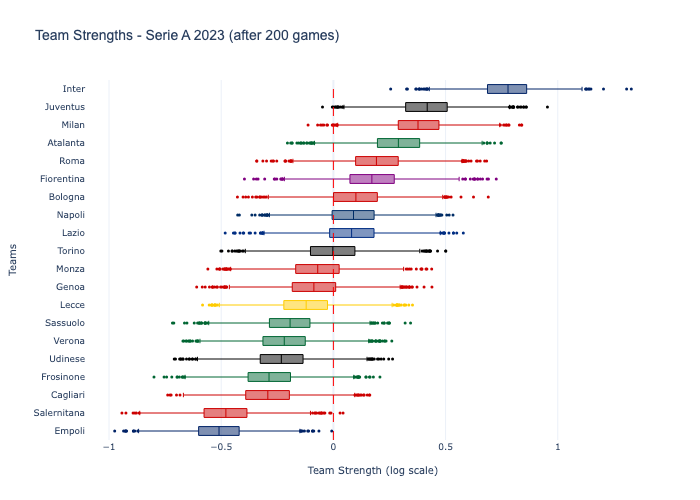 Team Strengths - Serie A 2023 (after 200 games)
Inter
Juventus
Milan
Atalanta
Roma
Fiorentina
Bologna
Napoli
Lazio
Torino
Monza
Genoa
Lecce
Sassuolo
Verona
Udinese
Frosinone
Cagliari
Salernitana
Empoli
Teams
−1 −0.5 0 0.5 1
Team Strength (log scale)